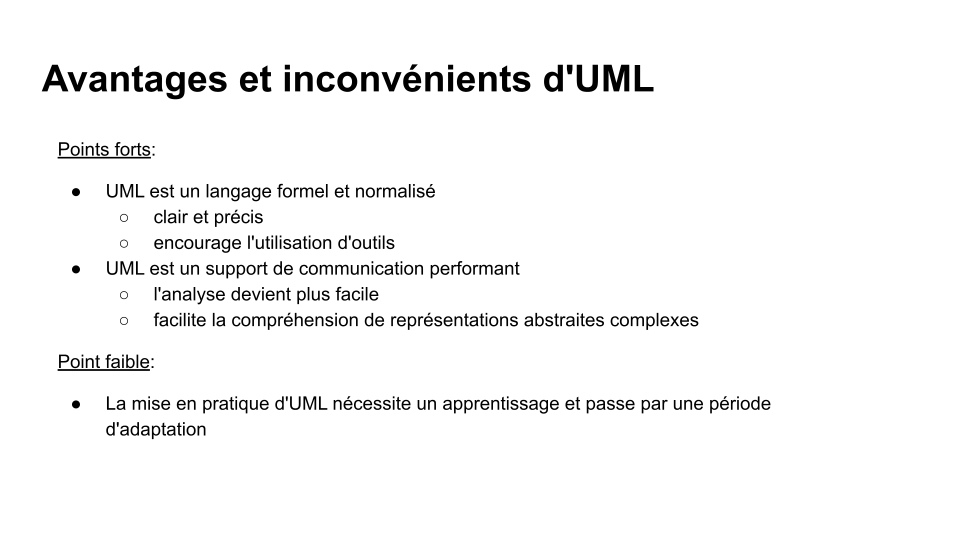 Avantages et inconvénients d'UML
Points forts:
● UML est un langage formel et normalisé
○ clair et précis
○ encourage l'utilisation d'outils
● UML est un support de communication performant
○ l'analyse devient plus facile
○ facilite la compréhension de représentations abstraites complexes
Point faible:
● La mise en pratique d'UML nécessite un apprentissage et passe par une période
d'adaptation